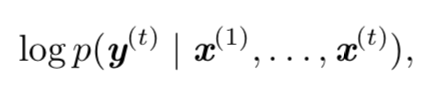 log p(y^(t) | x^(1), . . . , x^(t)),